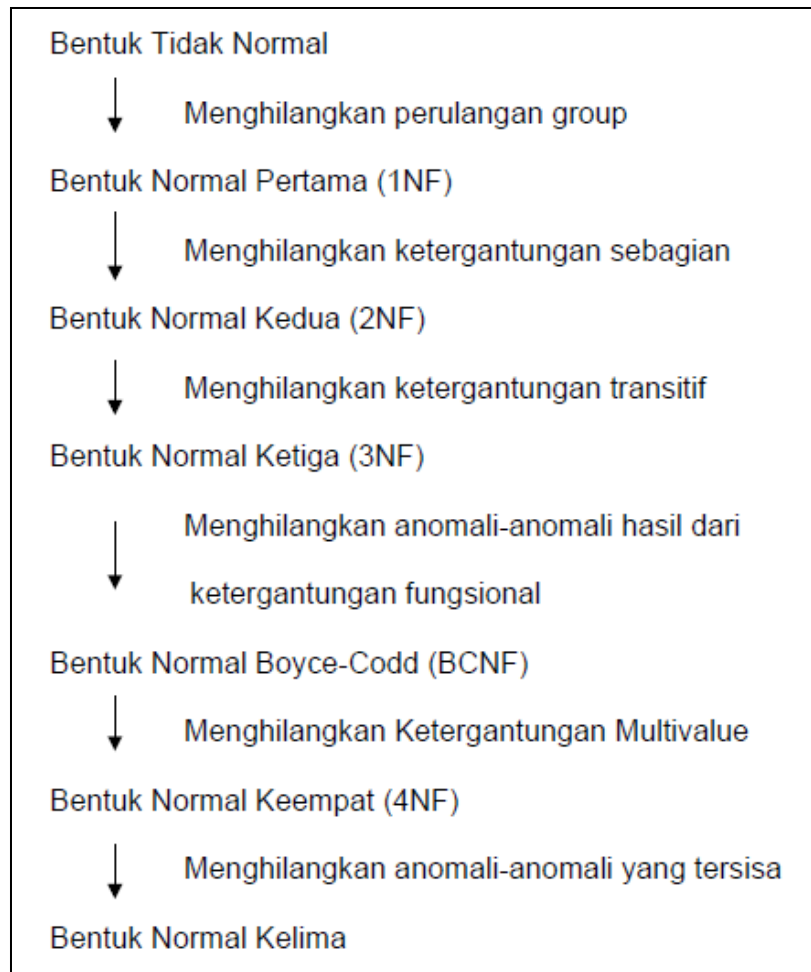 Bentuk Tidak Normal
Menghilangkan perulangan group
Bentuk Normal Pertama (1NF)
Menghilangkan ketergantungan sebagian
Bentuk Normal Kedua (2NF)
Menghilangkan ketergantungan transitif
Bentuk Normal Ketiga (3NF)
Menghilangkan anomali-anomali hasil dari
ketergantungan fungsional
Bentuk Normal Boyce-Codd (BCNF)
Menghilangkan Ketergantungan Multivalue
Bentuk Normal Keempat (4NF)
Menghilangkan anomali-anomali yang tersisa
Bentuk Normal Kelima